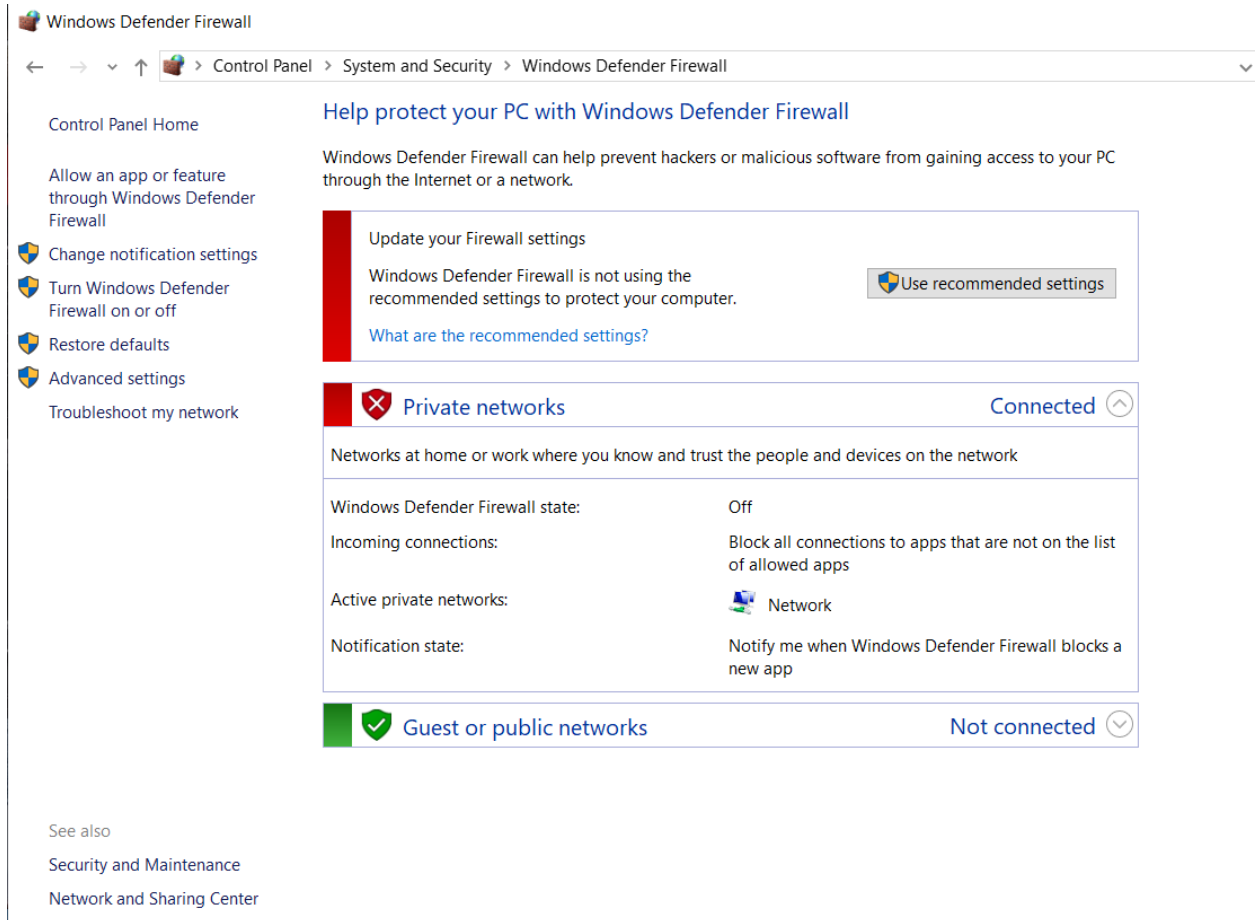 Windows Defender Firewall
Control Panel > System and Security > Windows Defender Firewall
Control Panel Home
Allow an app or feature
through Windows Defender
Firewall
Change notification settings
Turn Windows Defender
Firewall on or off
Restore defaults
Advanced settings
Troubleshoot my network
See also
Security and Maintenance
Network and Sharing Center
Help protect your PC with Windows Defender Firewall
Windows Defender Firewall can help prevent hackers or malicious software from gaining access to your PC
through the Internet or a network.
Update your Firewall settings
Windows Defender Firewall is not using the
recommended settings to protect your computer.
What are the recommended settings?
Use recommended settings
Private networks Connected
Networks at home or work where you know and trust the people and devices on the network
Windows Defender Firewall state: Off
Incoming connections: Block all connections to apps that are not on the list
of allowed apps
Active private networks: Network
Notification state: Notify me when Windows Defender Firewall blocks a
new app
Guest or public networks Not connected